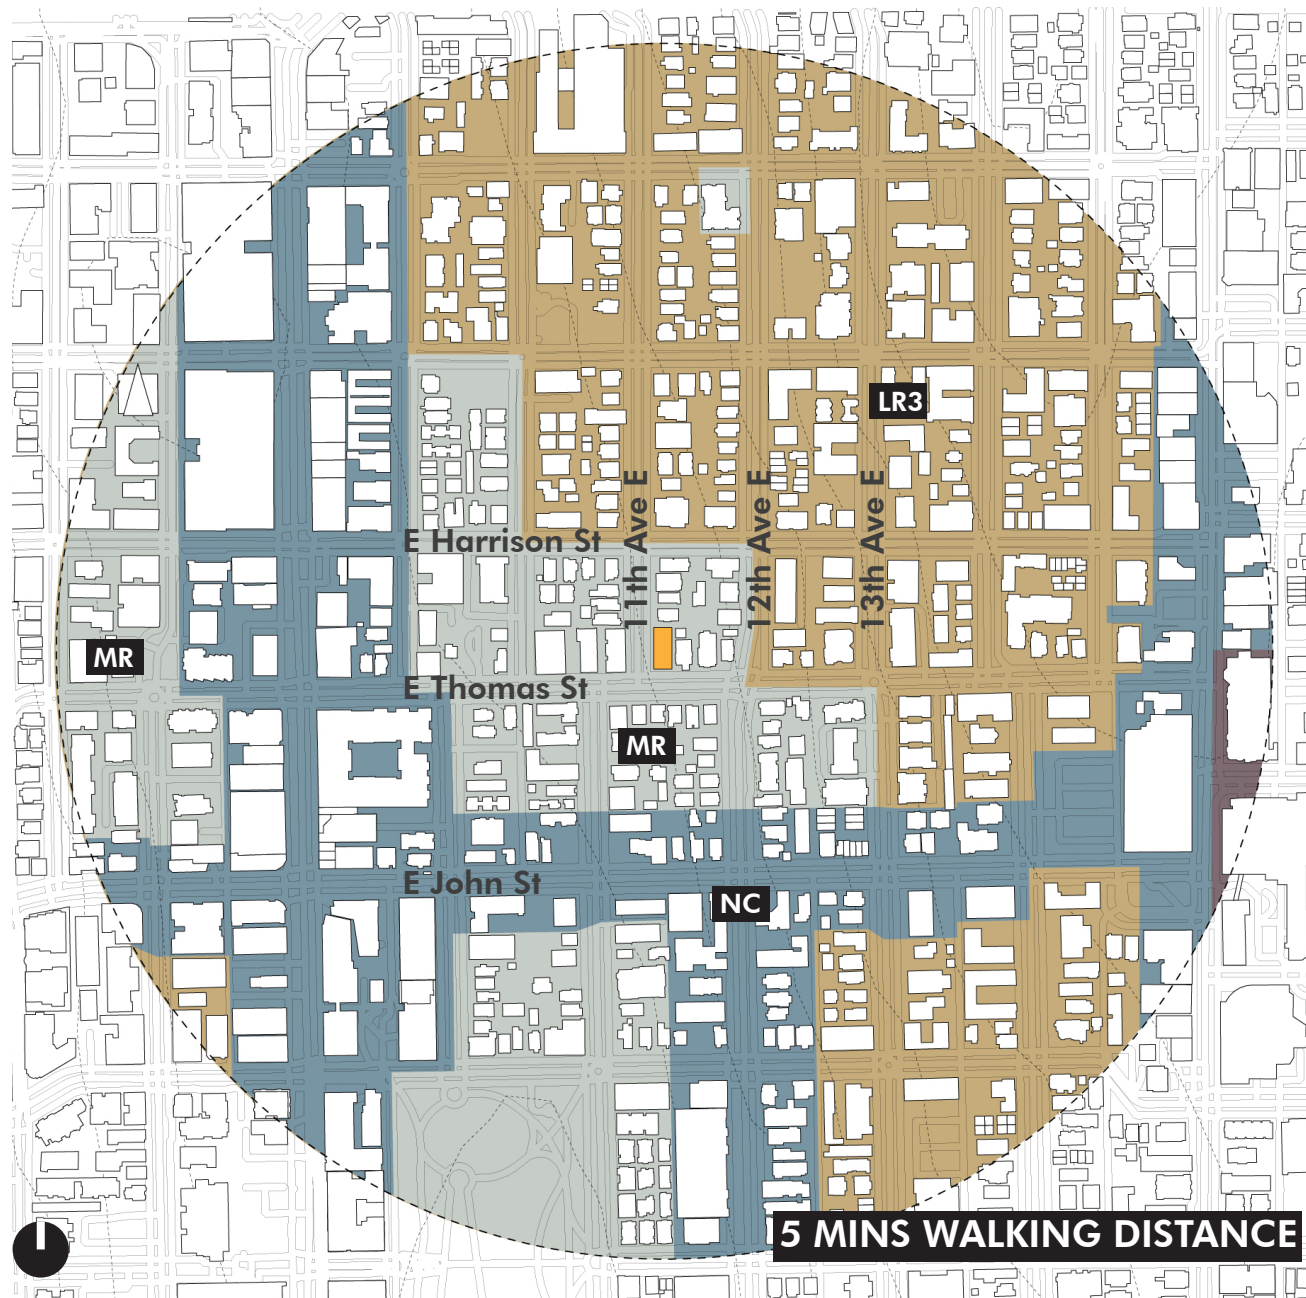 LR3
11th Ave E
12th Ave E
13th Ave E
E Harrison St
MR
E Thomas St
MR
E John St
NC
5 MINS WALKING DISTANCE